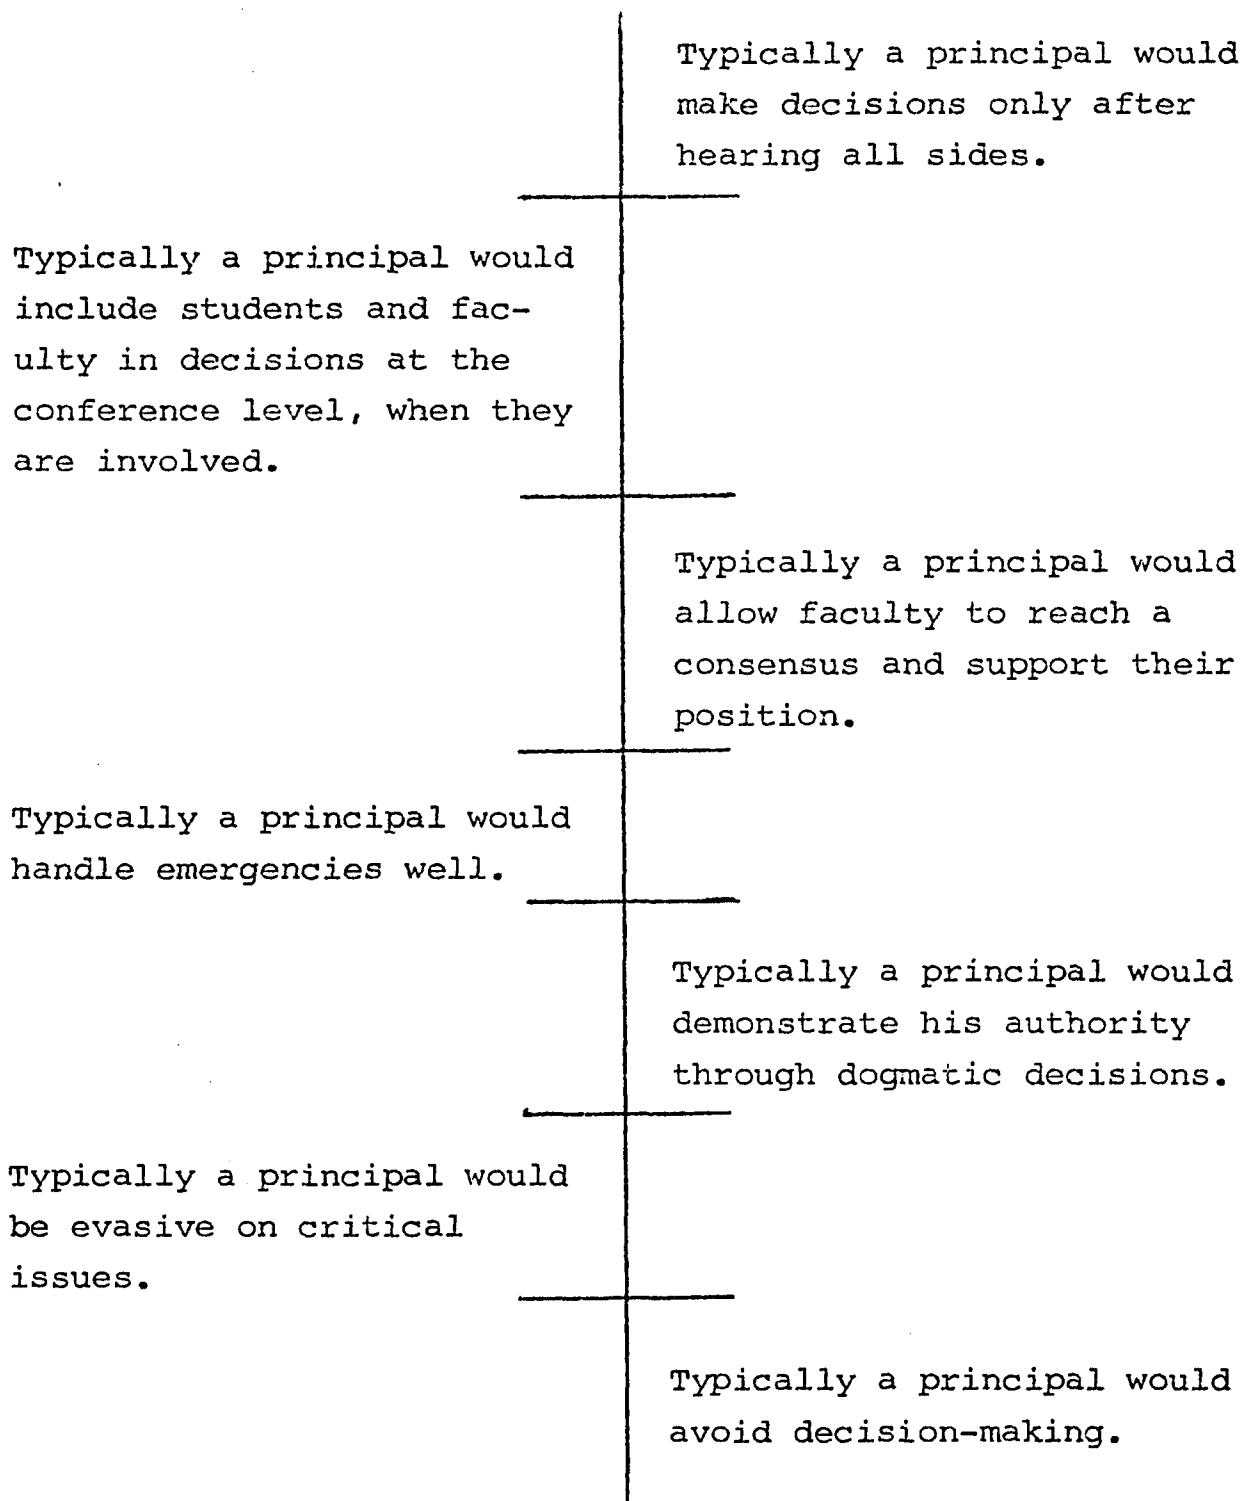 Typically a principal would
make decisions only after
hearing all sides.
Typically a principal would
include students and fac-
ulty in decisions at the
conference level, when they
are involved.
Typically a principal would
allow faculty to reach a
consensus and support their
position.
Typically a principal would
handle emergencies well.
Typically a principal would
demonstrate his authority
through dogmatic decisions.
Typically a principal would
be evasive on critical
issues.
Typically a principal would
avoid decision-making.